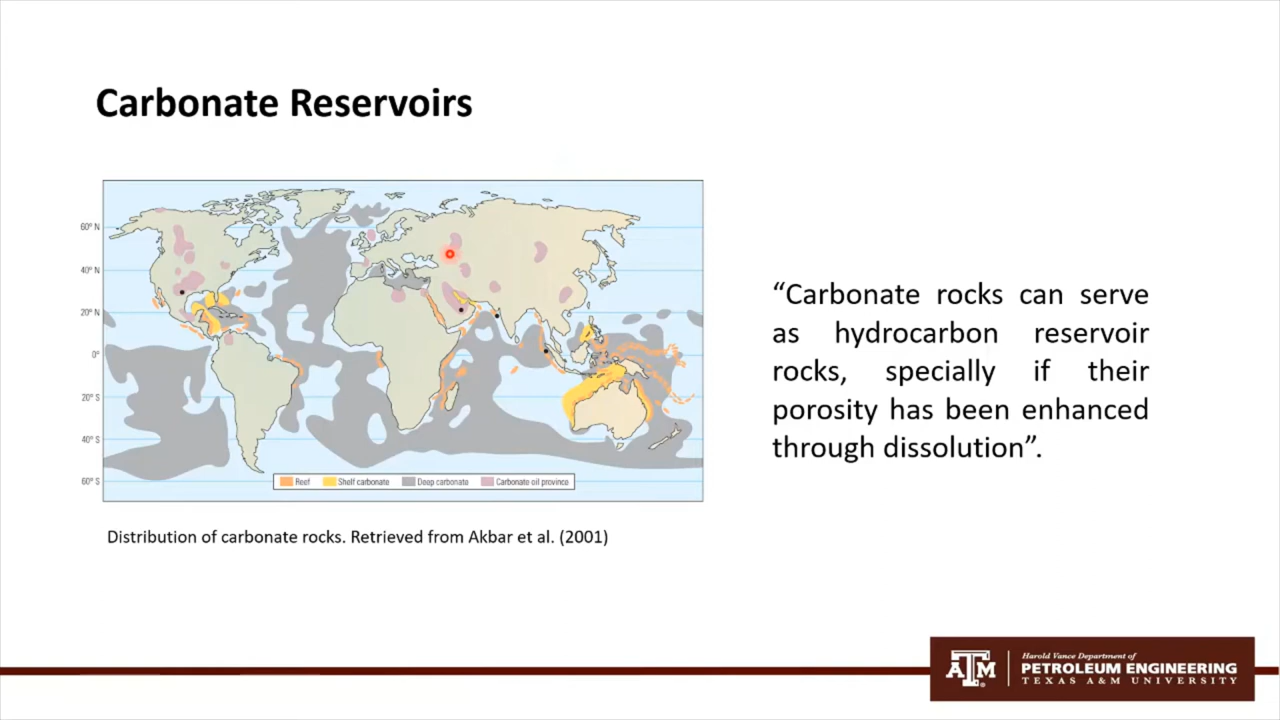 Carbonate Reservoirs
60° N
40° N
20° N
0°
20° S
40° S
60° S
Reef
Shelf carbonate
Deep carbonate
Carbonate oil province
Distribution of carbonate rocks. Retrieved from Akbar et al. (2001)
“Carbonate rocks can serve
as hydrocarbon reservoir
rocks, specially if their
porosity has been enhanced
through dissolution”.
ATM
Harold Vance Department of
PETROLEUM ENGINEERING
TEXAS A&M UNIVERSITY